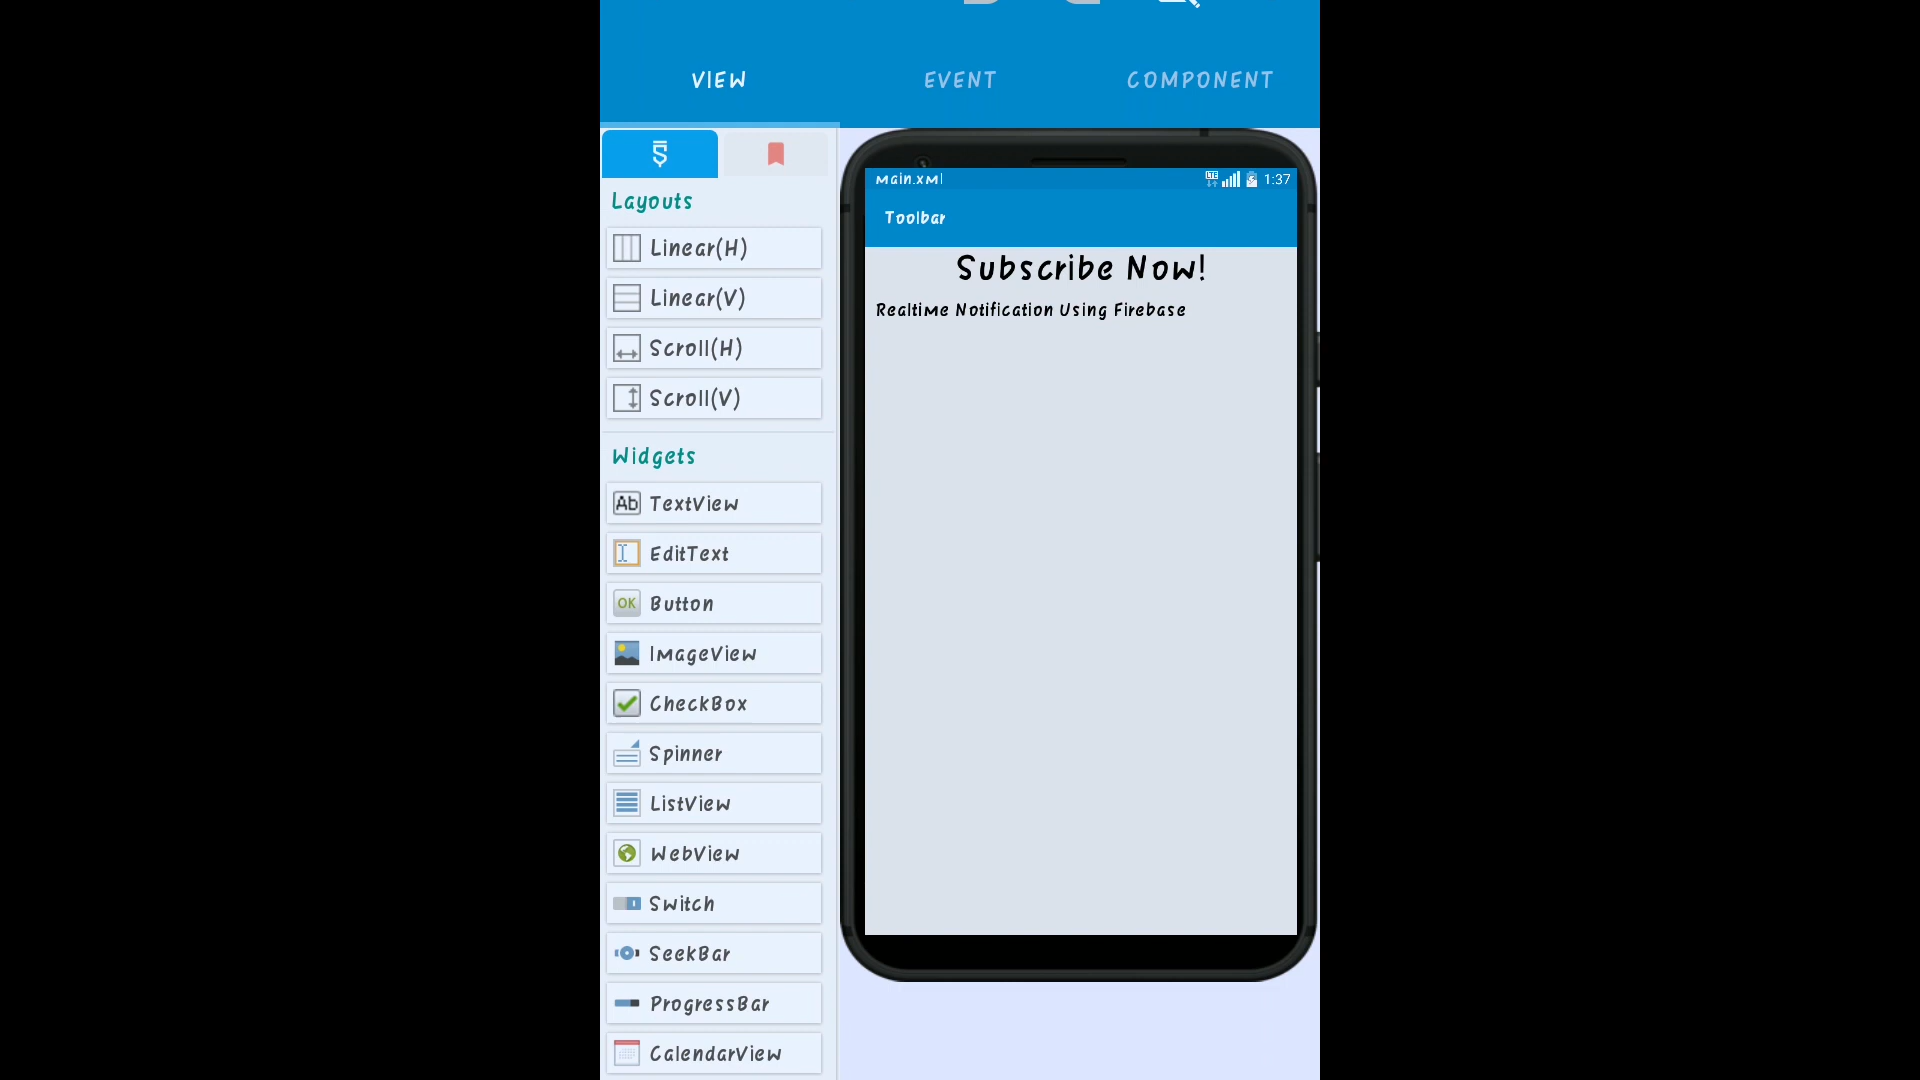 VIEW
EVENT
COMPONENT
Layouts
Linear(H)
Linear(V)
Scroll(H)
Scroll(V)
Widgets
Ab TextView
EditText
OK Button
ImageView
CheckBox
Spinner
ListView
WebView
Switch
SeekBar
ProgressBar
CalendarView
main.xml
LTE
1:37
Toolbar
Subscribe Now!
Realtime Notification Using Firebase